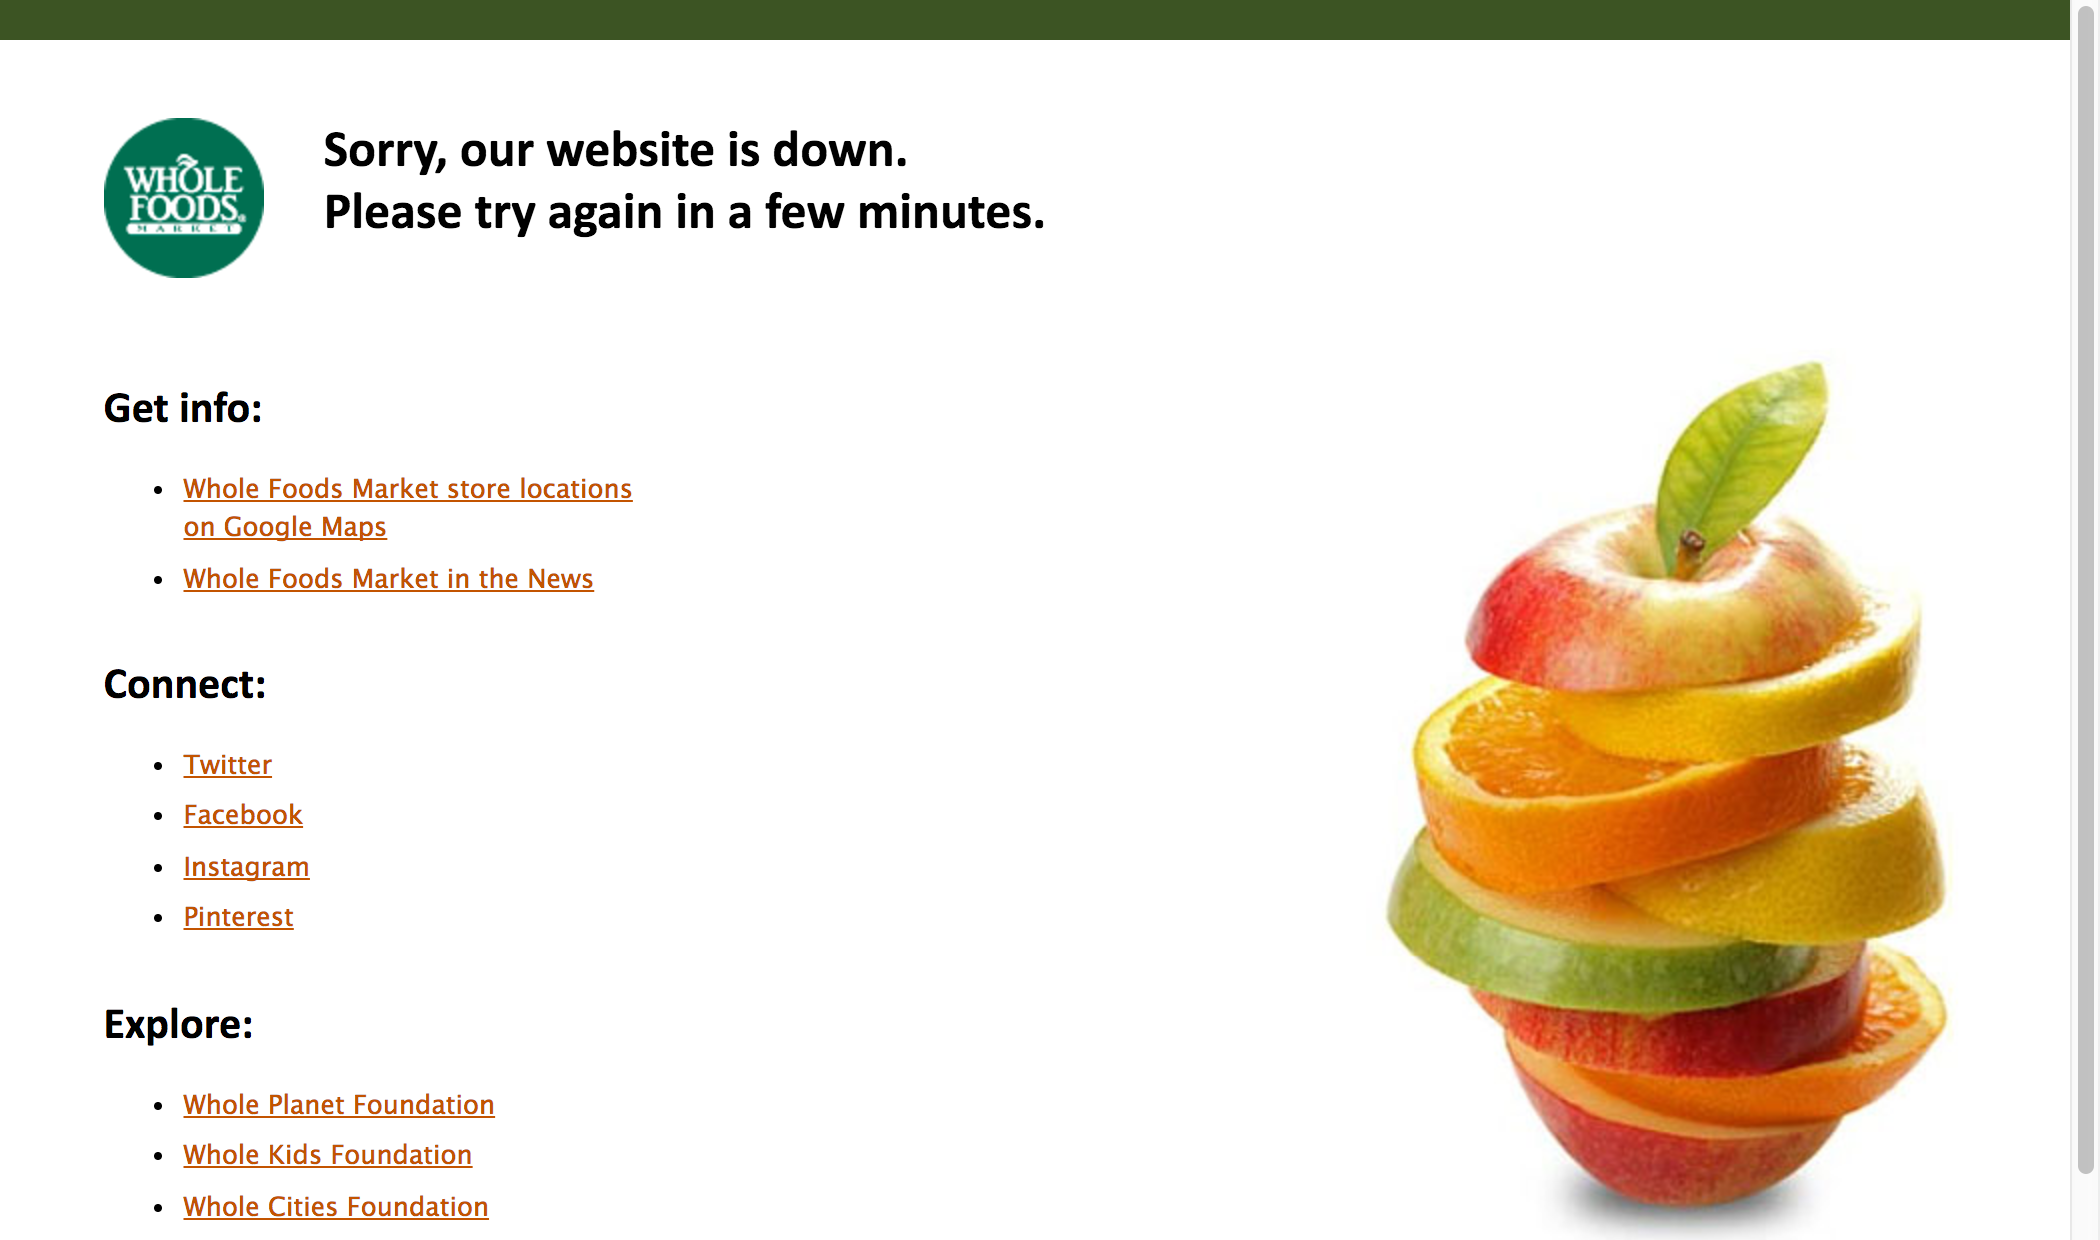 WHOLE
FOODS®
MARKET
Sorry, our website is down.
Please try again in a few minutes.
Get info:
Whole Foods Market store locations
on Google Maps
Whole Foods Market in the News
Connect:
Twitter
Facebook
Instagram
Pinterest
Explore:
Whole Planet Foundation
Whole Kids Foundation
Whole Cities Foundation